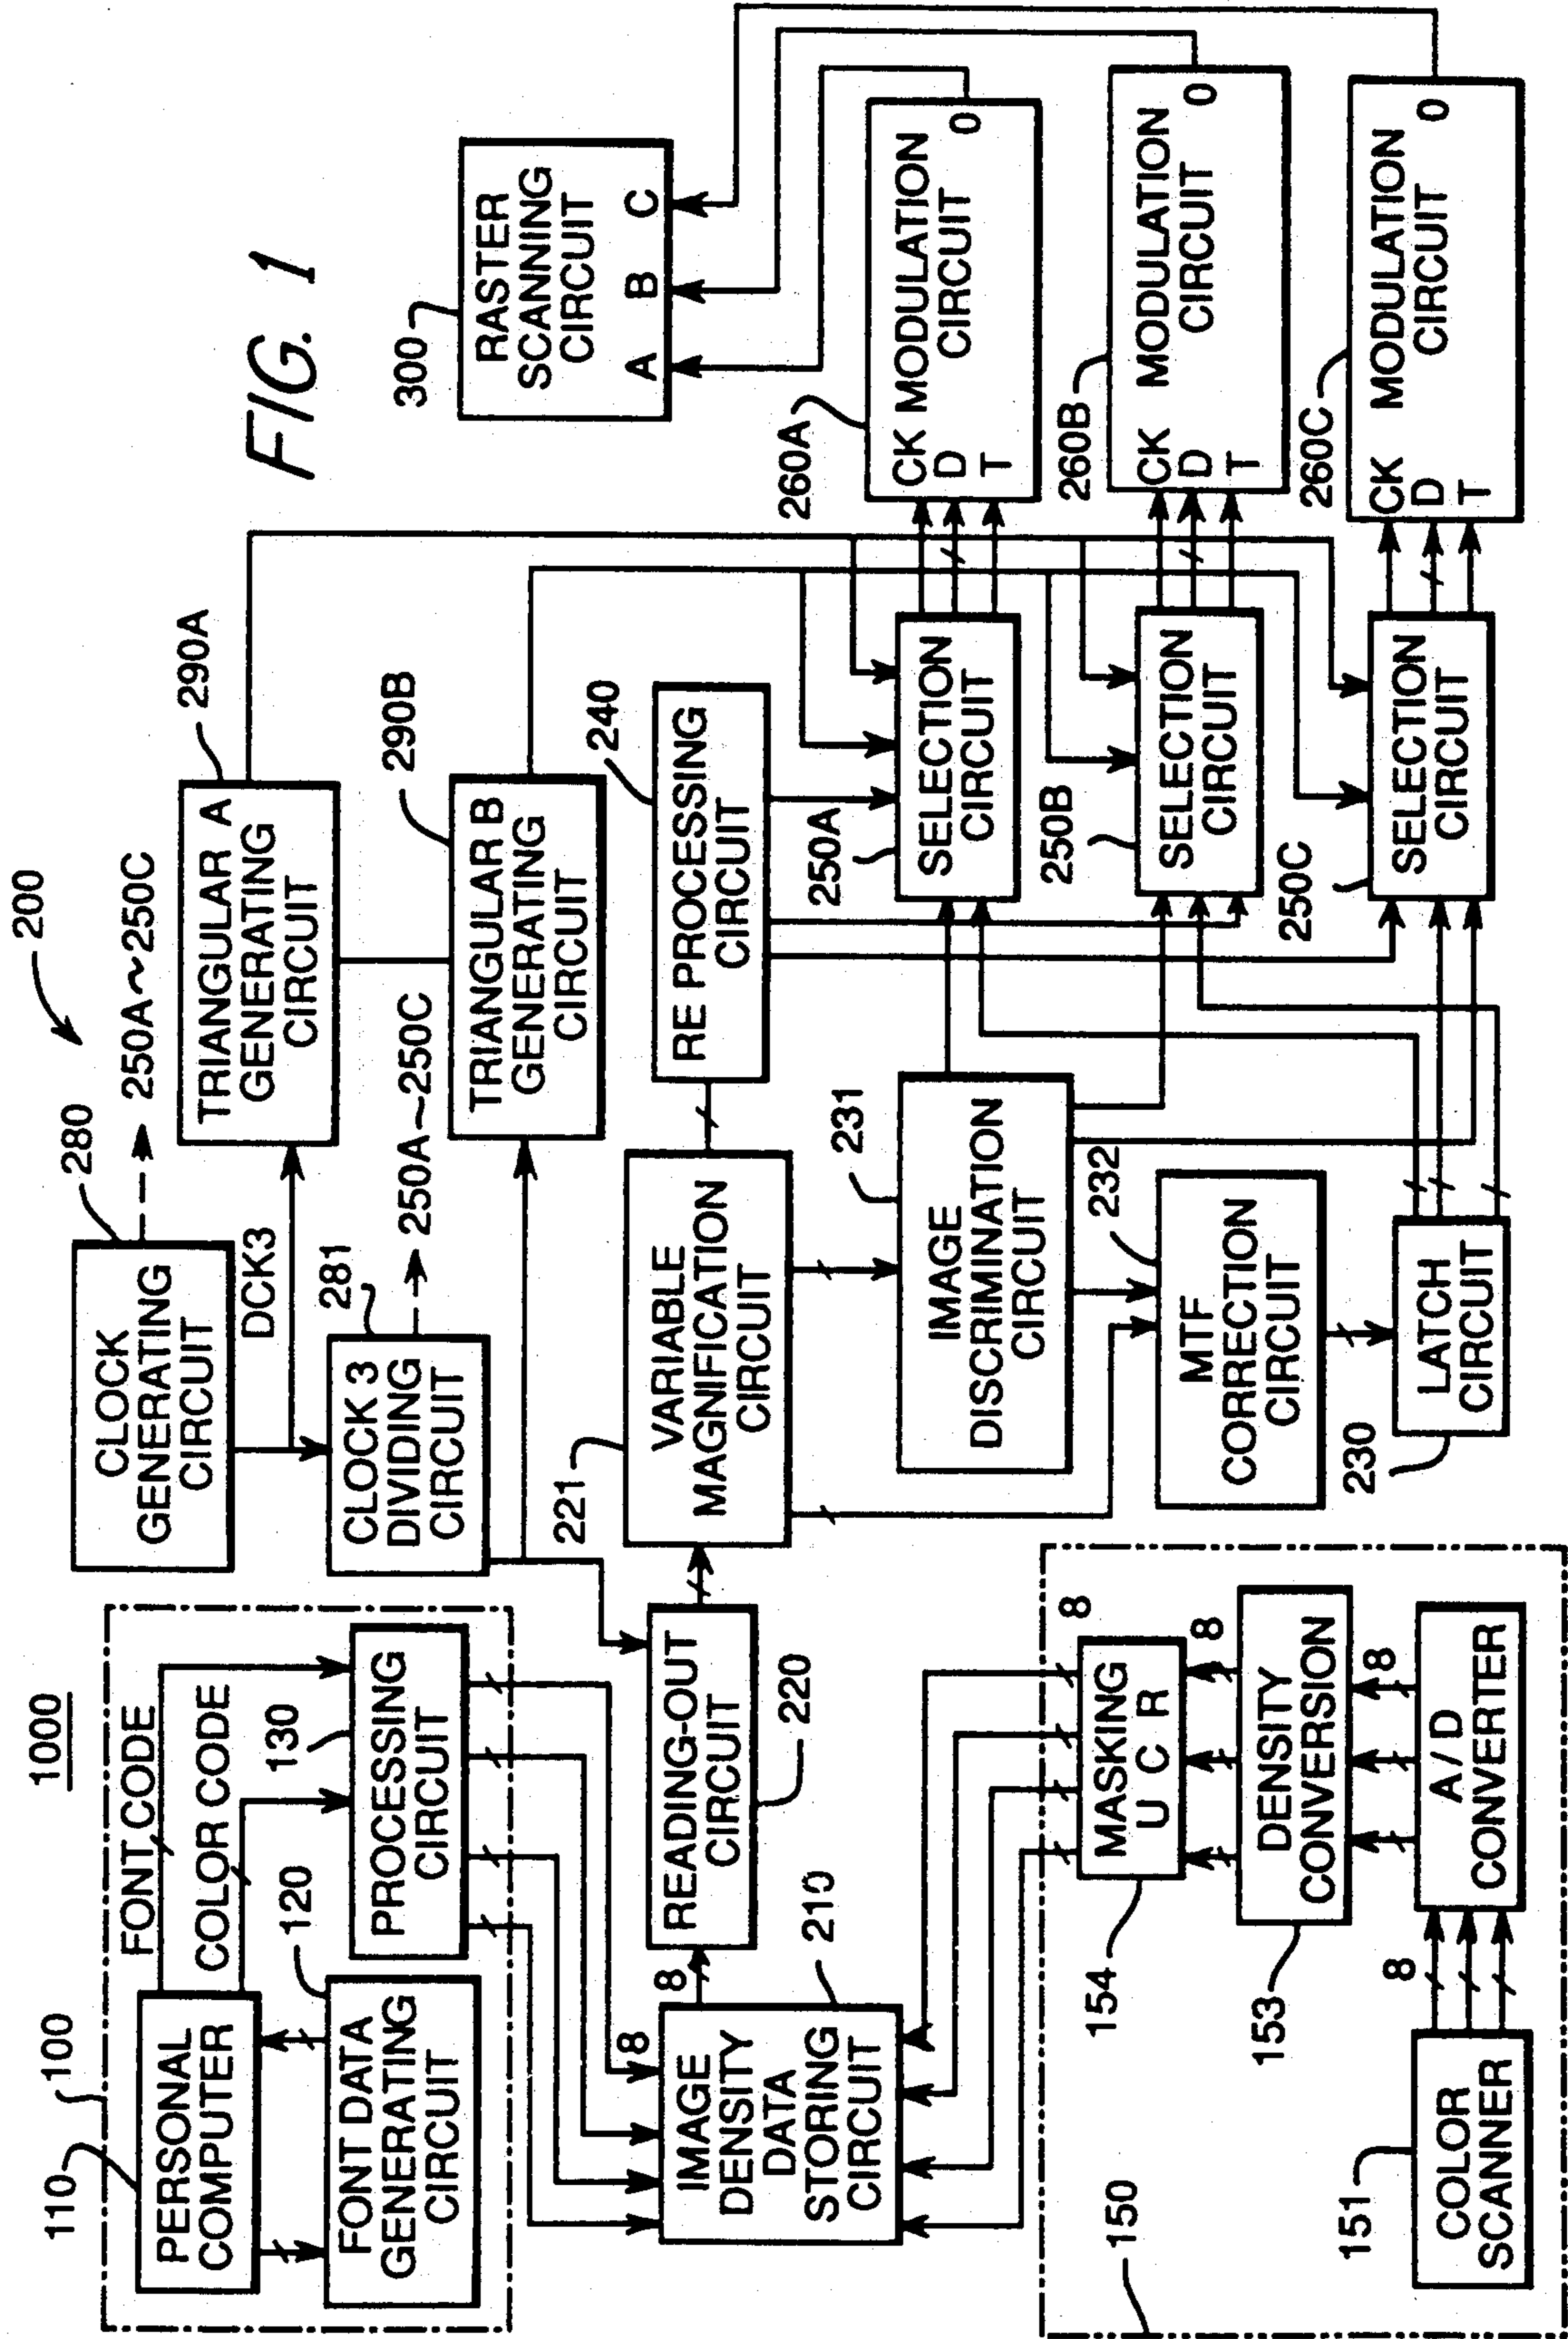 FIG. 1
1000
200
100
110
PERSONAL
COMPUTER
FONT CODE
COLOR CODE
120
FONT DATA
GENERATING
CIRCUIT
130
PROCESSING
CIRCUIT
280
CLOCK
GENERATING
CIRCUIT
250A~250C
DCK3
281
CLOCK 3
DIVIDING
CIRCUIT
250A~250C
290A
TRIANGULAR A
GENERATING
CIRCUIT
290B
TRIANGULAR B
GENERATING
CIRCUIT
300
RASTER
SCANNING
CIRCUIT
A B C
8
IMAGE
DENSITY
DATA
STORING
CIRCUIT
210
8
READING-OUT
CIRCUIT
220
221
VARIABLE
MAGNIFICATION
CIRCUIT
240
RE PROCESSING
CIRCUIT
231
IMAGE
DISCRIMINATION
CIRCUIT
232
MTF
CORRECTION
CIRCUIT
230
LATCH
CIRCUIT
250A
SELECTION
CIRCUIT
250B
SELECTION
CIRCUIT
250C
SELECTION
CIRCUIT
260A
CK MODULATION
D CIRCUIT 0
T
260B
CK MODULATION
D CIRCUIT 0
T
260C
CK MODULATION
D CIRCUIT 0
T
150
151
COLOR
SCANNER
8
A/D
CONVERTER
8
153
DENSITY
CONVERSION
8
154
MASKING
U C R
8